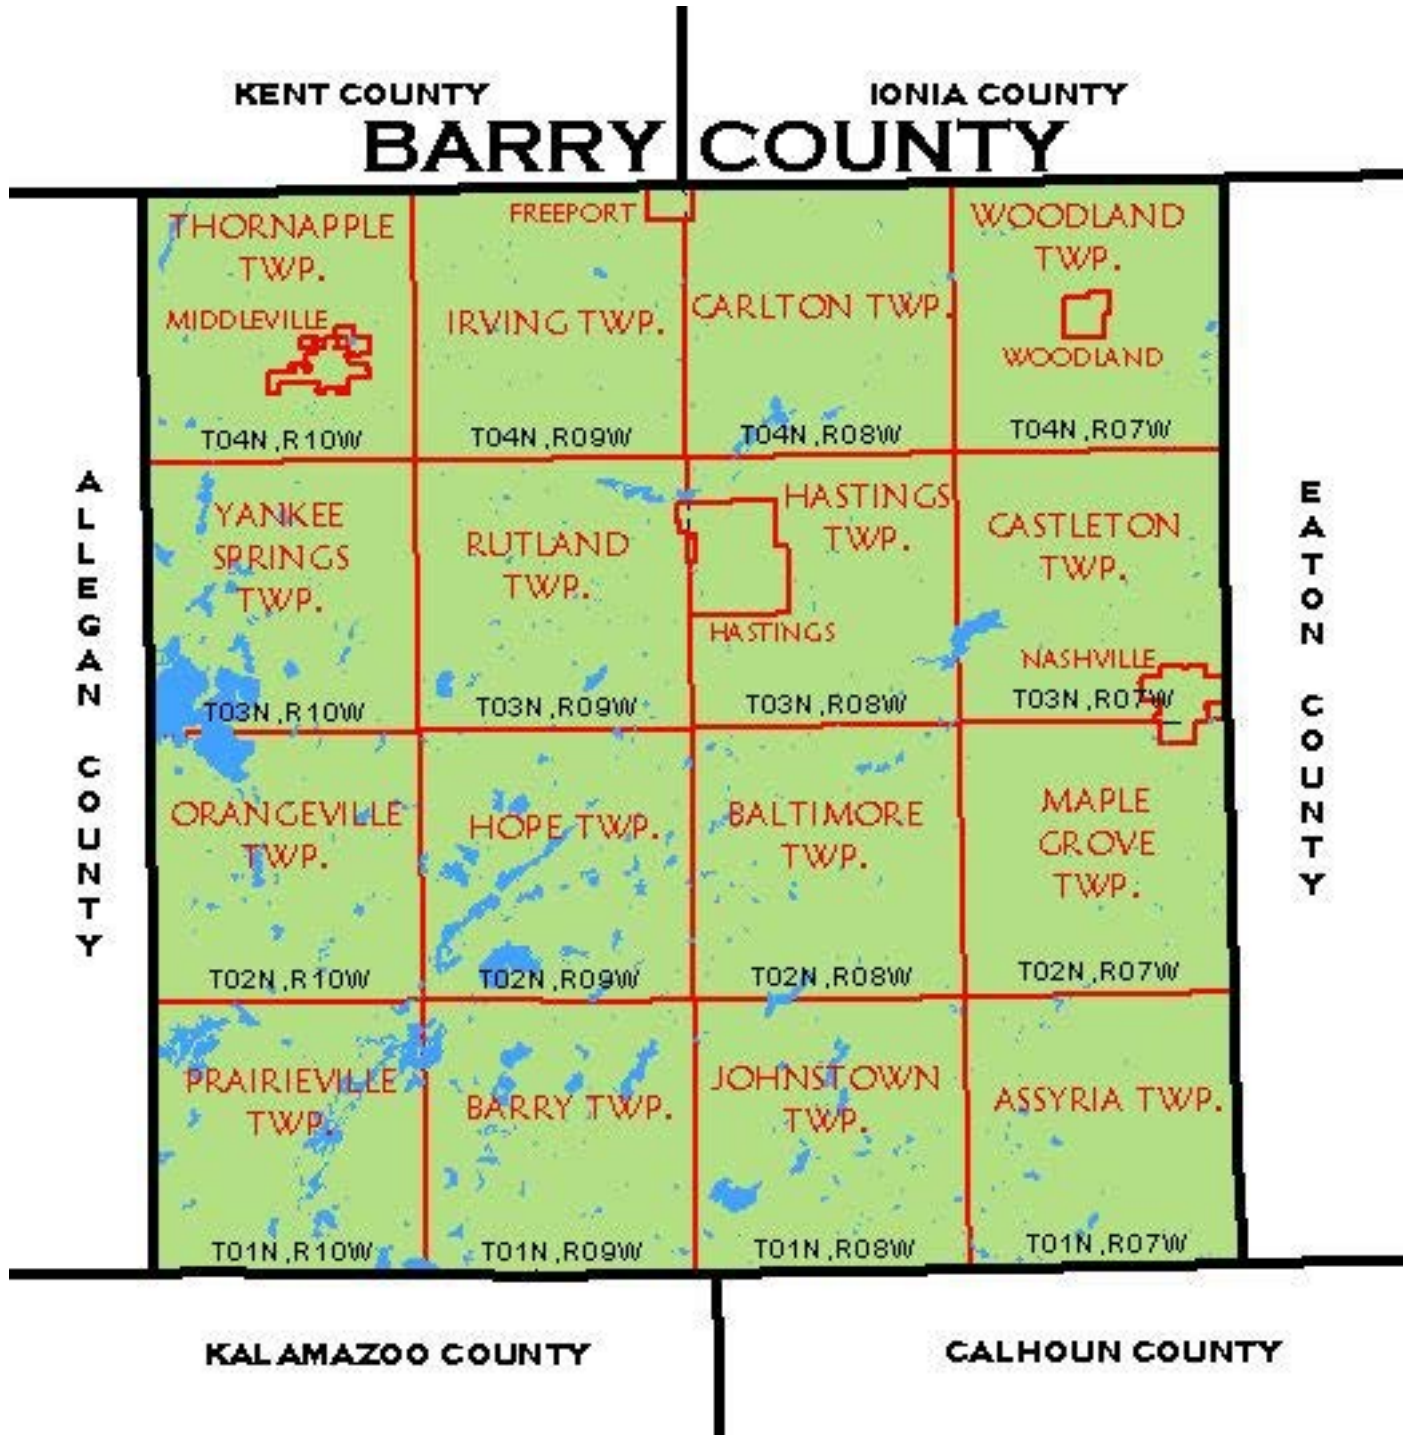 KENT COUNTY
IONIA COUNTY
BARRY COUNTY
THORNAPPLE
TWP.
FREEPORT
WOODLAND
TWP.
MIDDLEVILLE
IRVING TWP.
CARLTON TWP.
WOODLAND
T04N,R10W
T04N,R09W
T04N,R08W
T04N,R07W
ALLEGAN COUNTY
EATON COUNTY
YANKEE
SPRINGS
TWP.
RUTLAND
TWP.
HASTINGS
TWP.
CASTLETON
TWP.
HASTINGS
NASHVILLE
T03N,R10W
T03N,R09W
T03N,R08W
T03N,R07W
ORANGEVILLE
TWP.
HOPE TWP.
BALTIMORE
TWP.
MAPLE
GROVE
TWP.
T02N,R10W
T02N,R09W
T02N,R08W
T02N,R07W
PRAIRIEVILLE
TWP.
BARRY TWP.
JOHNSTOWN
TWP.
ASSYRIA TWP.
T01N,R10W
T01N,R09W
T01N,R08W
T01N,R07W
KALAMAZOO COUNTY
CALHOUN COUNTY